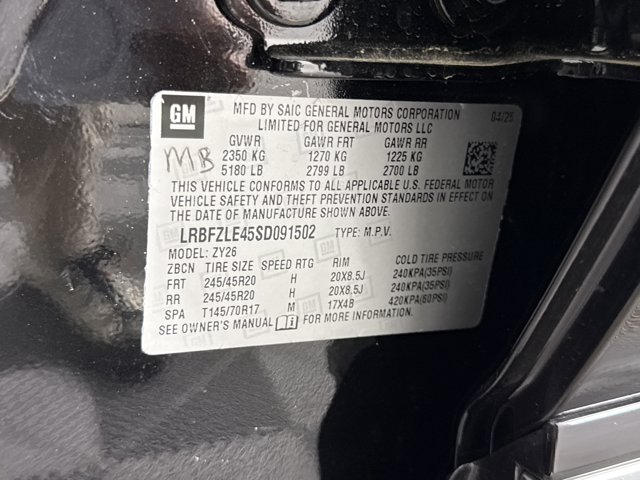 GM
MFD BY SAIC GENERAL MOTORS CORPORATION
LIMITED FOR GENERAL MOTORS LLC
04/25
GVWR GAWR FRT GAWR RR
MB
2350 KG 1270 KG 1225 KG
5180 LB 2799 LB 2700 LB
THIS VEHICLE CONFORMS TO ALL APPLICABLE U.S. FEDERAL MOTOR
VEHICLE SAFETY AND THEFT PREVENTION STANDARDS IN EFFECT ON
THE DATE OF MANUFACTURE SHOWN ABOVE.
LRBFZLE45SD091502 TYPE: M.P.V.
MODEL: ZY26
ZBCN TIRE SIZE SPEED RTG RIM COLD TIRE PRESSURE
FRT 245/45R20 H 20X8.5J 240KPA(35PSI)
RR 245/45R20 H 20X8.5J 240KPA(35PSI)
SPA T145/70R17 M 17X4B 420KPA(60PSI)
SEE OWNER'S MANUAL FOR MORE INFORMATION.